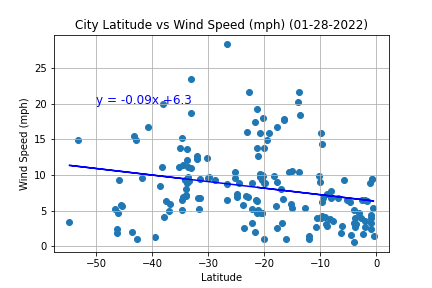 City Latitude vs Wind Speed (mph) (01-28-2022)
25
20
15
10
5
0
Wind Speed (mph)
y = -0.09x +6.3
−50 −40 −30 −20 −10 0
Latitude